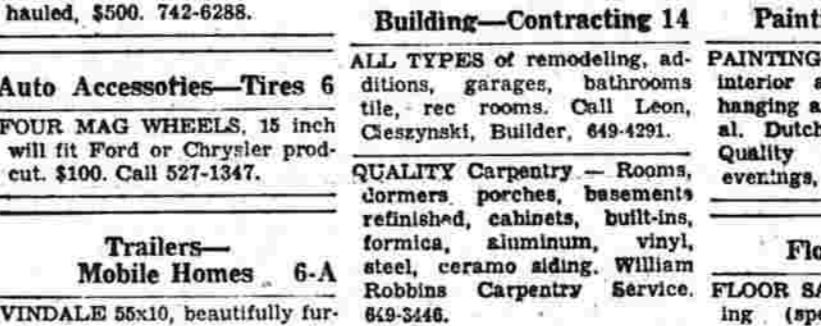 hauled, $500. 742-6288.
Auto Accessoties—Tires 6
FOUR MAG WHEELS, 15 inch
will fit Ford or Chrysler prod-
cut. $100. Call 527-1347.
Trailers—
Mobile Homes 6-A
VINDALE 55x10, beautifully fur-
Building—Contracting 14
ALL TYPES of remodeling, ad-
ditions, garages, bathrooms
tile, rec rooms. Call Leon,
Cieszynski, Builder, 649-4291.
QUALITY Carpentry — Rooms,
dormers porches, basements
refinished, cabinets, built-ins,
formica, aluminum, vinyl,
steel, ceramo siding. William
Robbins Carpentry Service.
649-3446.
Paint
PAINTING
interior a
hanging a
al. Dutch
Quality
evenings,
Flo
FLOOR SA
ing (spe